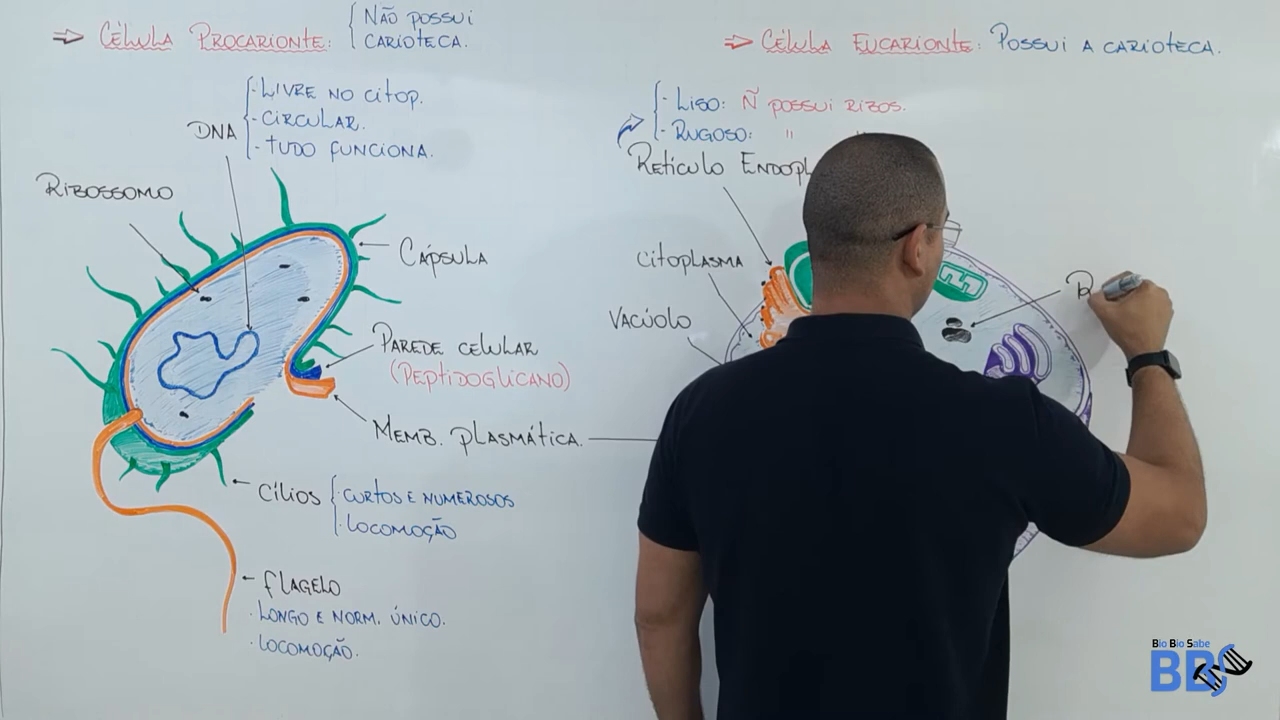 ⇒ CÉLULA PROCARIONTE: { NÃO POSSUI
CARIOTECA.
DNA { - LIVRE NO CITOP.
- CIRCULAR.
- TUDO FUNCIONA.
RIBOSSOMO
CÁPSULA
PAREDE CELULAR
(PEPTIDOGLICANO)
MEMB. PLASMÁTICA.
CÍLIOS { · CURTOS E NUMEROSOS
· LOCOMOÇÃO
FLAGELO
· LONGO E NORM. ÚNICO.
· LOCOMOÇÃO.
⇒ CÉLULA EUCARIONTE: POSSUI A CARIOTECA.
- LISO: Ñ POSSUI RIBOS.
- RUGOSO: " "
RETÍCULO ENDOPL
CITOPLASMA
VACÚOLO
R
Bio Bio Sabe
BBS